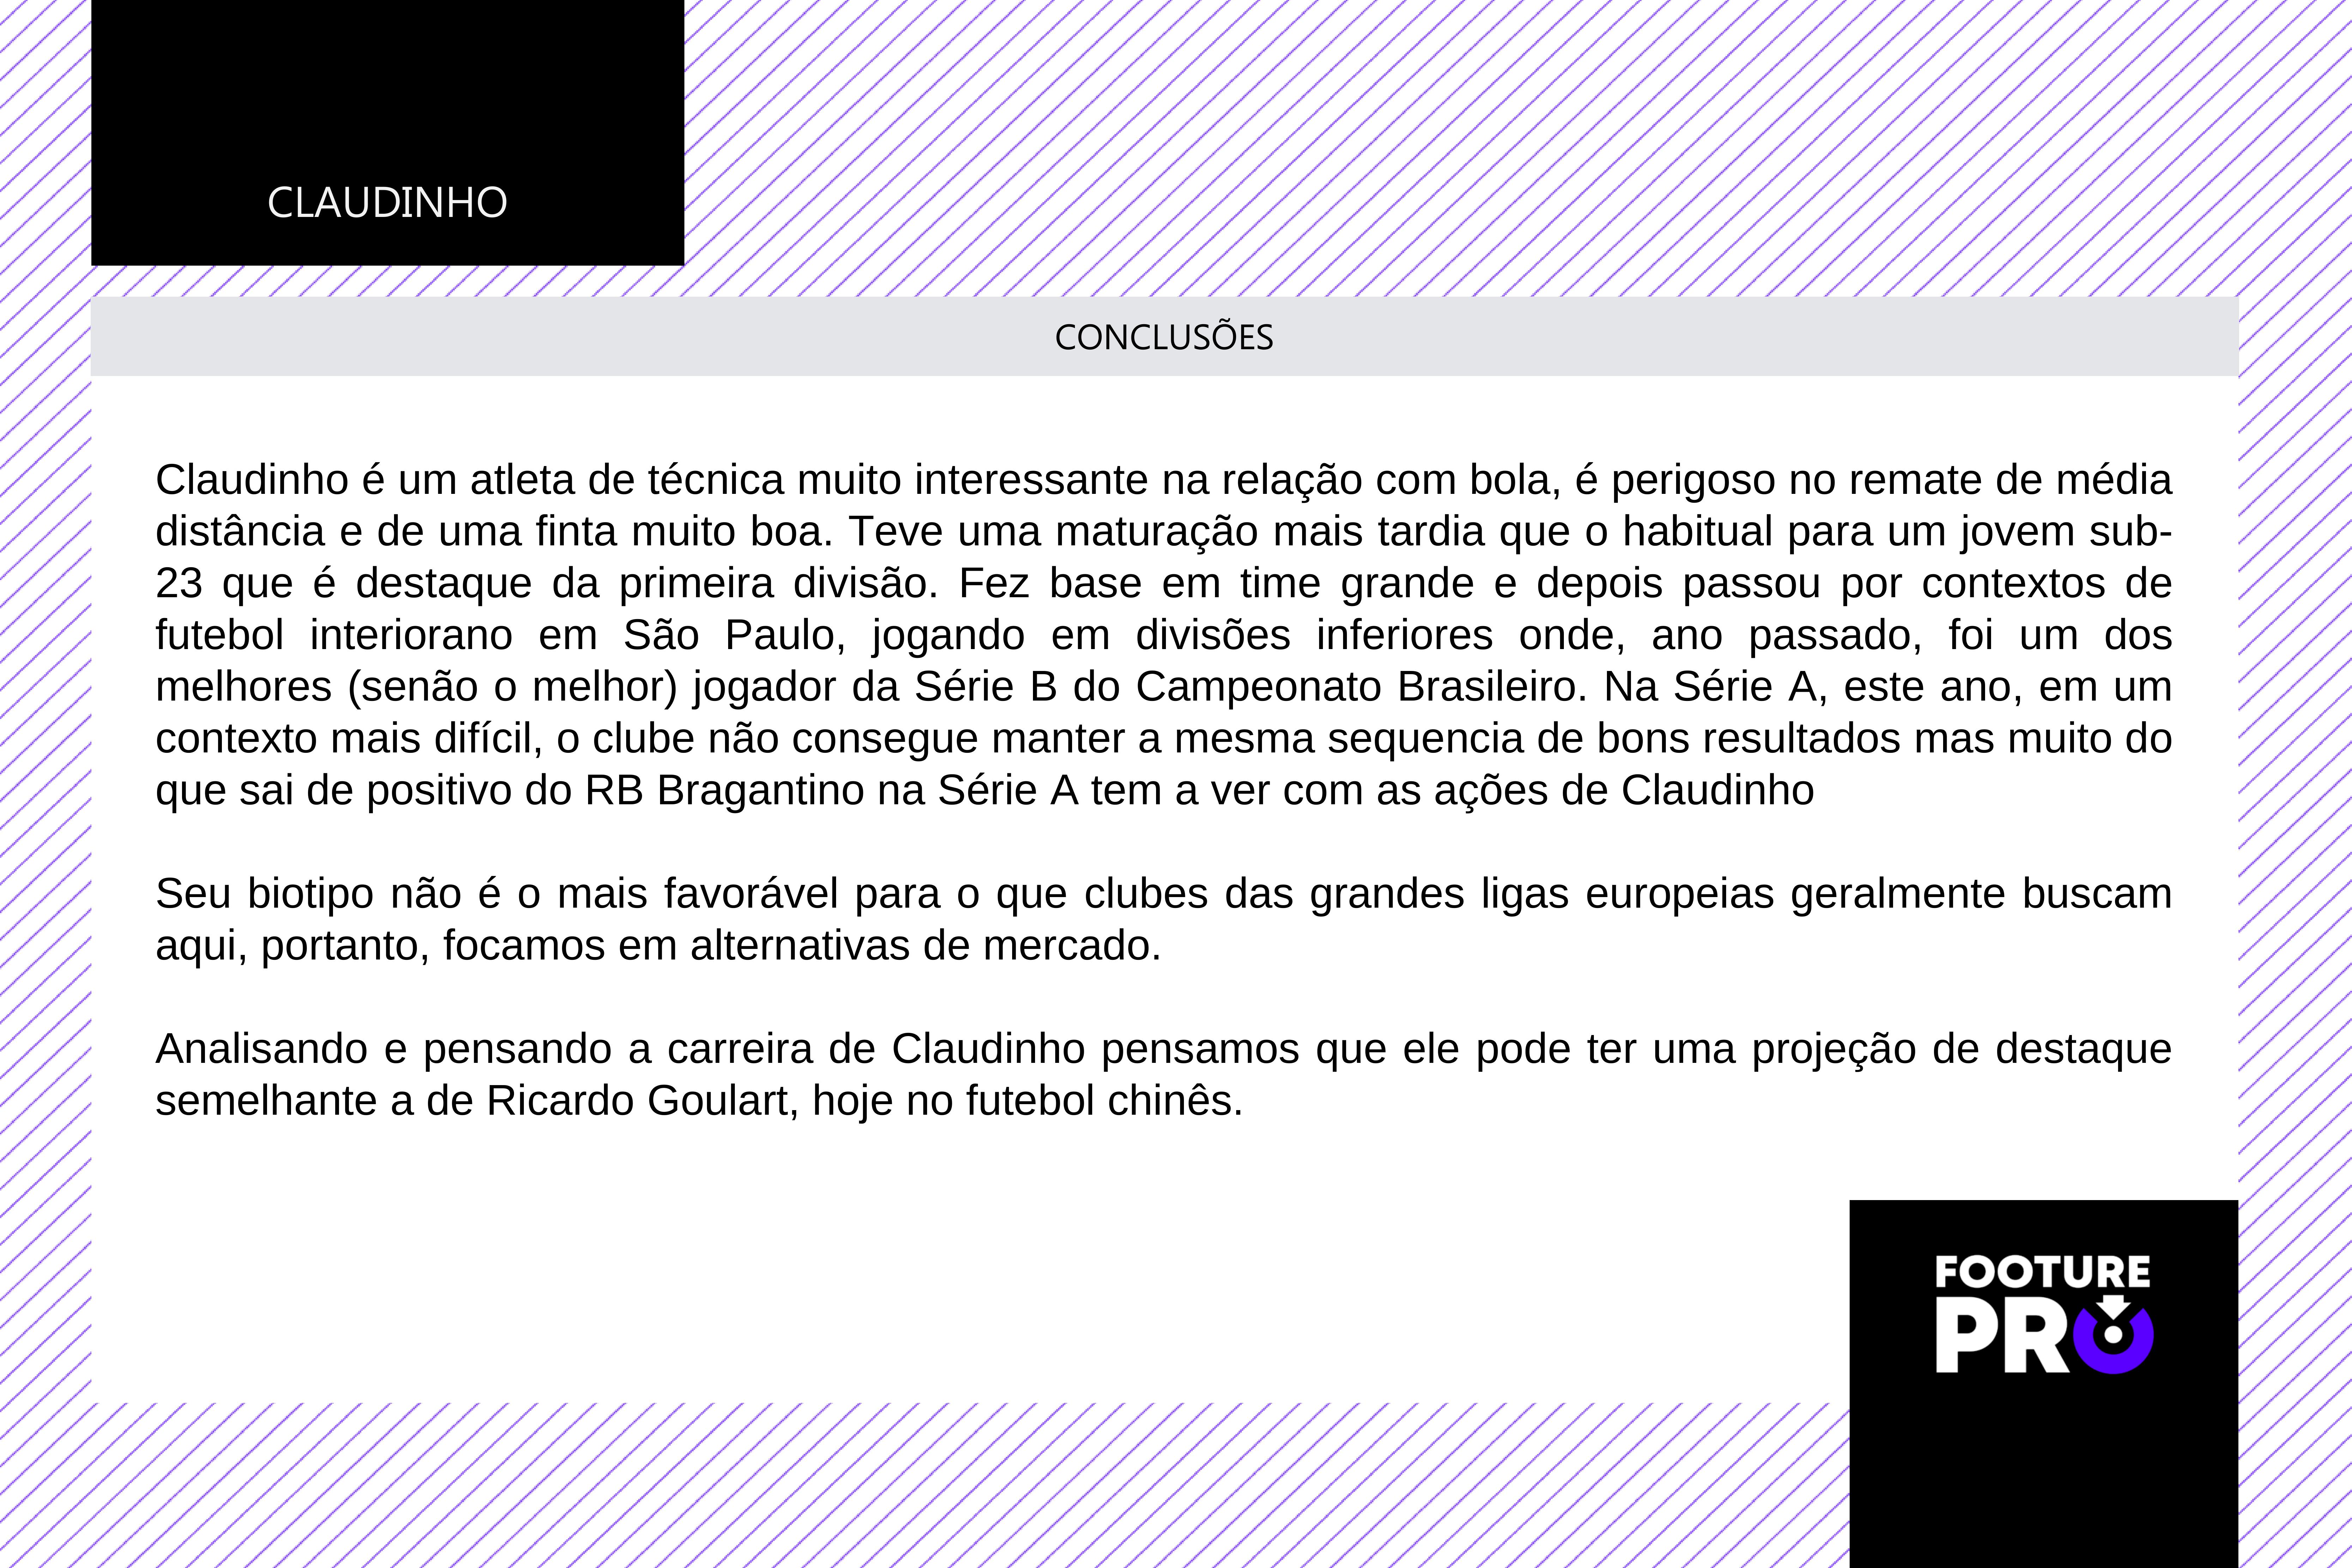 CLAUDINHO
CONCLUSÕES
Claudinho é um atleta de técnica muito interessante na relação com bola, é perigoso no remate de média
distância e de uma finta muito boa. Teve uma maturação mais tardia que o habitual para um jovem sub-
23 que é destaque da primeira divisão. Fez base em time grande e depois passou por contextos de
futebol interiorano em São Paulo, jogando em divisões inferiores onde, ano passado, foi um dos
melhores (senão o melhor) jogador da Série B do Campeonato Brasileiro. Na Série A, este ano, em um
contexto mais difícil, o clube não consegue manter a mesma sequencia de bons resultados mas muito do
que sai de positivo do RB Bragantino na Série A tem a ver com as ações de Claudinho
Seu biotipo não é o mais favorável para o que clubes das grandes ligas europeias geralmente buscam
aqui, portanto, focamos em alternativas de mercado.
Analisando e pensando a carreira de Claudinho pensamos que ele pode ter uma projeção de destaque
semelhante a de Ricardo Goulart, hoje no futebol chinês.
FOOTURE
PRO